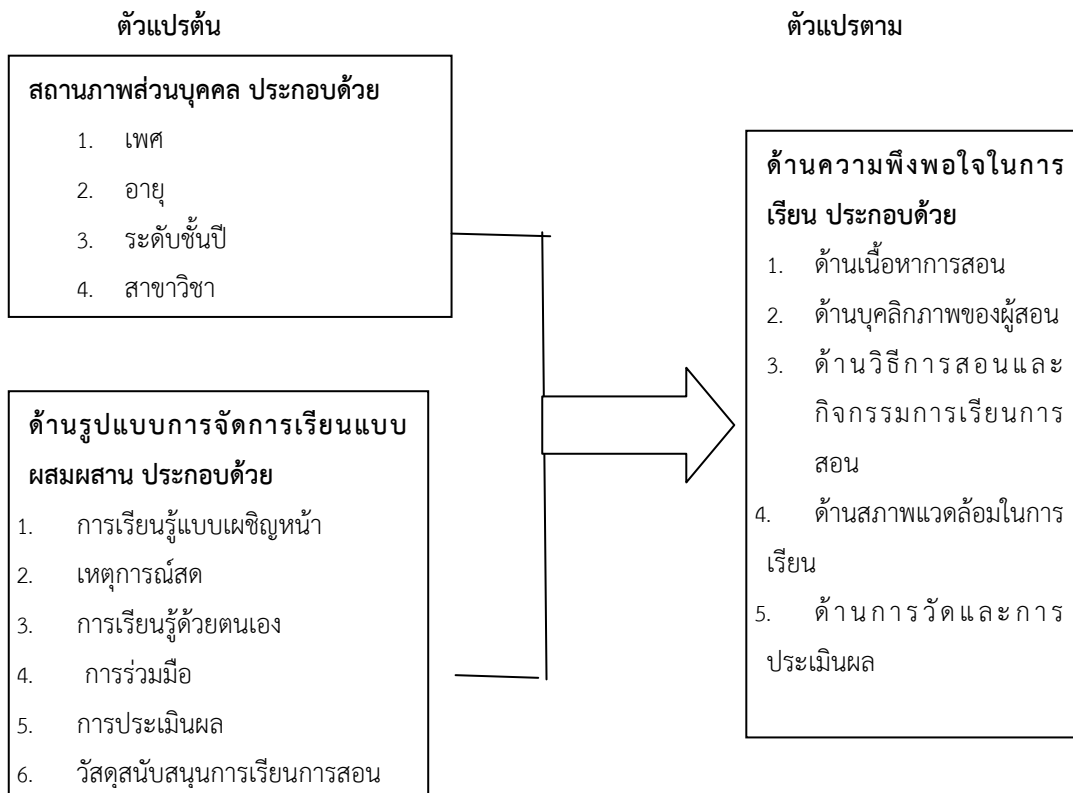 ตัวแปรต้น
สถานภาพส่วนบุคคล ประกอบด้วย
1. เพศ
2. อายุ
3. ระดับชั้นปี
4. สาขาวิชา
ด้านรูปแบบการจัดการเรียนแบบ
ผสมผสาน ประกอบด้วย
1. การเรียนรู้แบบเผชิญหน้า
2. เหตุการณ์สด
3. การเรียนรู้ด้วยตนเอง
4. การร่วมมือ
5. การประเมินผล
6. วัสดุสนับสนุนการเรียนการสอน
ตัวแปรตาม
ด้านความพึงพอใจในการ
เรียน ประกอบด้วย
1. ด้านเนื้อหาการสอน
2. ด้านบุคลิกภาพของผู้สอน
3. ด้านวิธีการสอนและ
กิจกรรมการเรียนการ
สอน
4. ด้านสภาพแวดล้อมในการ
เรียน
5. ด้านการวัดและการ
ประเมินผล